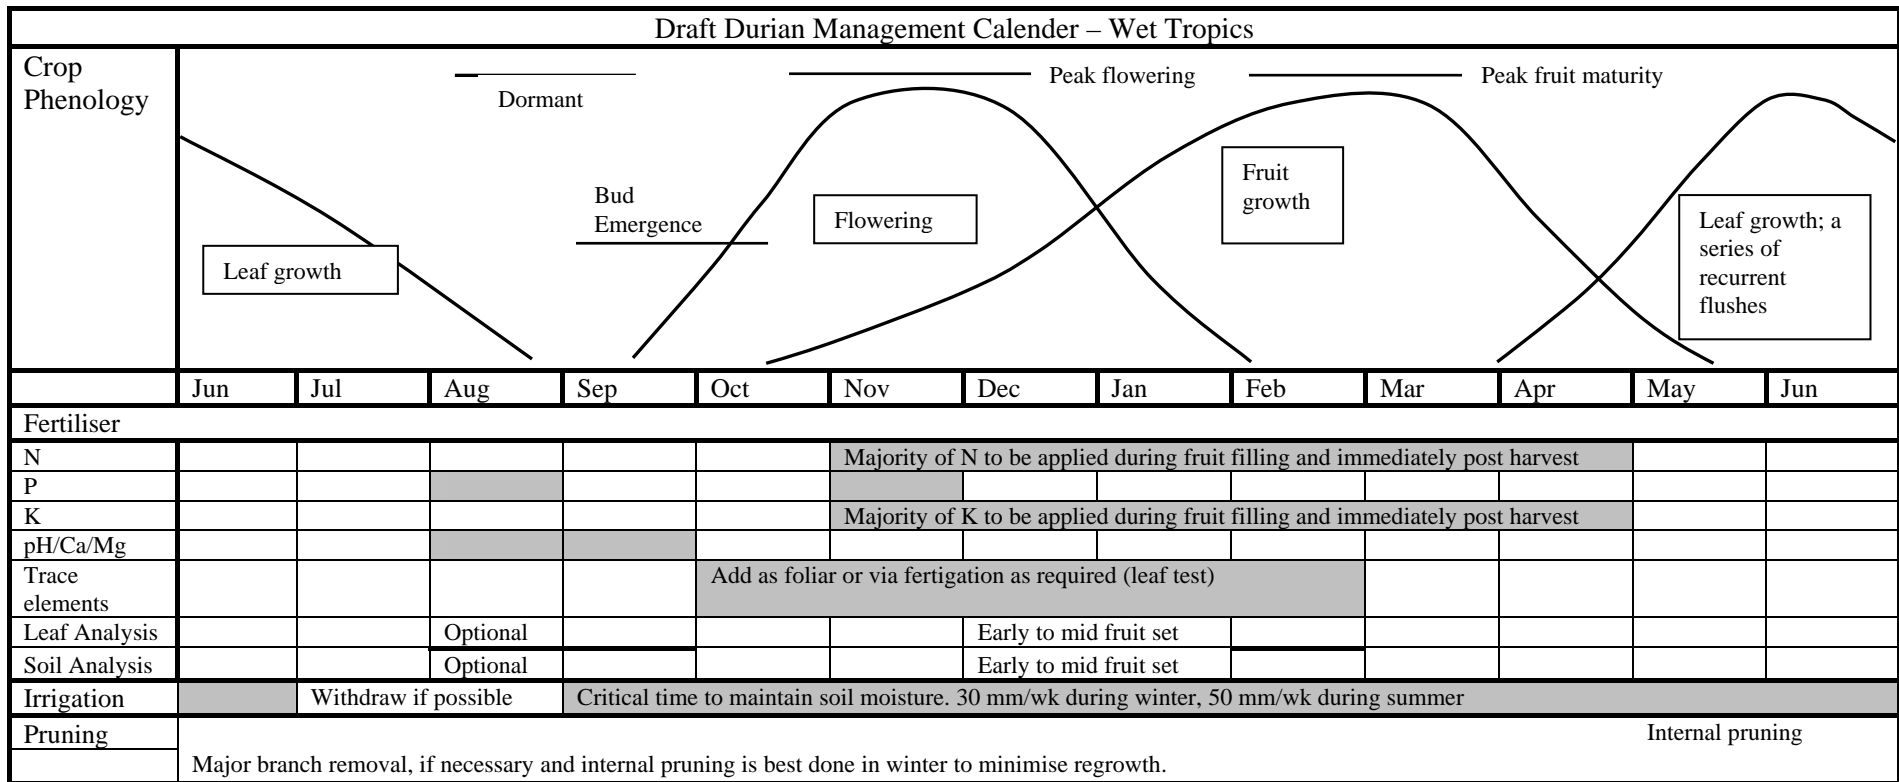 Draft Durian Management Calender – Wet Tropics
Crop
Phenology
Dormant
Peak flowering
Peak fruit maturity
Bud
Emergence
Leaf growth
Flowering
Fruit
growth
Leaf growth; a
series of
recurrent
flushes
Jun Jul Aug Sep Oct Nov Dec Jan Feb Mar Apr May Jun
Fertiliser
N Majority of N to be applied during fruit filling and immediately post harvest
P
K Majority of K to be applied during fruit filling and immediately post harvest
pH/Ca/Mg
Trace
elements
Add as foliar or via fertigation as required (leaf test)
Leaf Analysis Optional Early to mid fruit set
Soil Analysis Optional Early to mid fruit set
Irrigation Withdraw if possible Critical time to maintain soil moisture. 30 mm/wk during winter, 50 mm/wk during summer
Pruning Internal pruning
Major branch removal, if necessary and internal pruning is best done in winter to minimise regrowth.